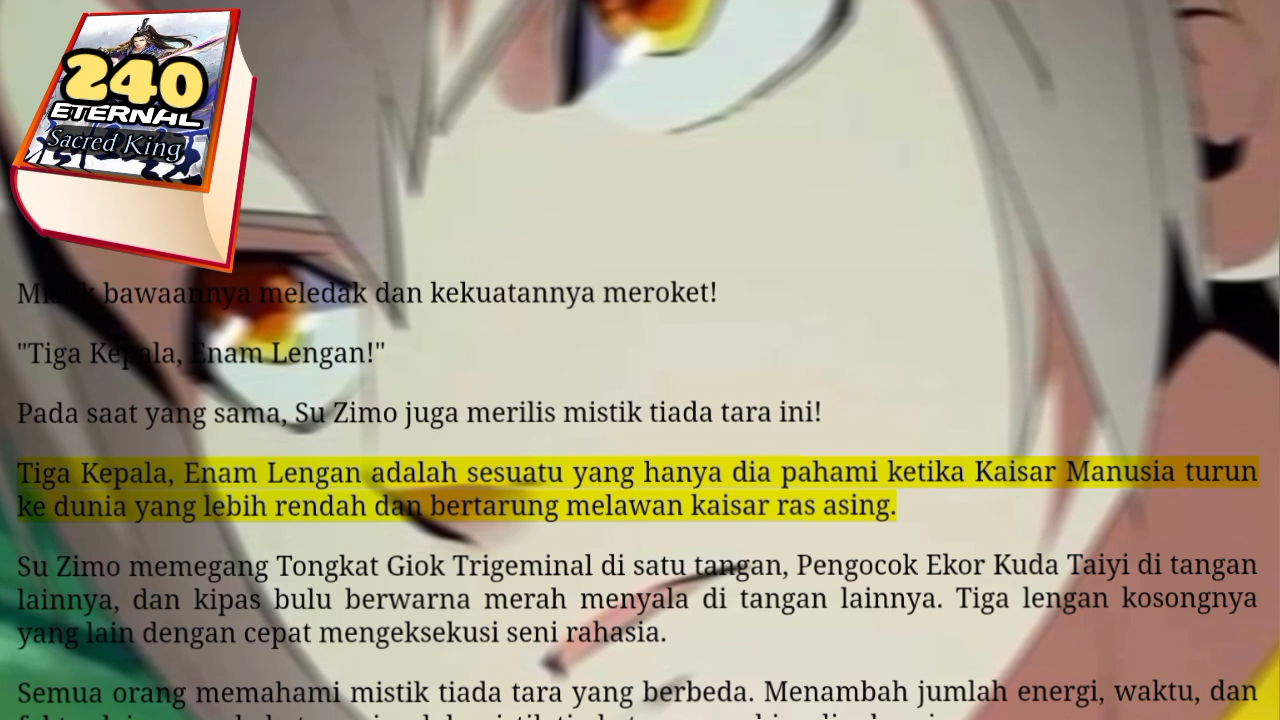 240
ETERNAL
Sacred King
Mistik bawaannya meledak dan kekuatannya meroket!
"Tiga Kepala, Enam Lengan!"
Pada saat yang sama, Su Zimo juga merilis mistik tiada tara ini!
Tiga Kepala, Enam Lengan adalah sesuatu yang hanya dia pahami ketika Kaisar Manusia turun
ke dunia yang lebih rendah dan bertarung melawan kaisar ras asing.
Su Zimo memegang Tongkat Giok Trigeminal di satu tangan, Pengocok Ekor Kuda Taiyi di tangan
lainnya, dan kipas bulu berwarna merah menyala di tangan lainnya. Tiga lengan kosongnya
yang lain dengan cepat mengeksekusi seni rahasia.
Semua orang memahami mistik tiada tara yang berbeda. Menambah jumlah energi, waktu, dan